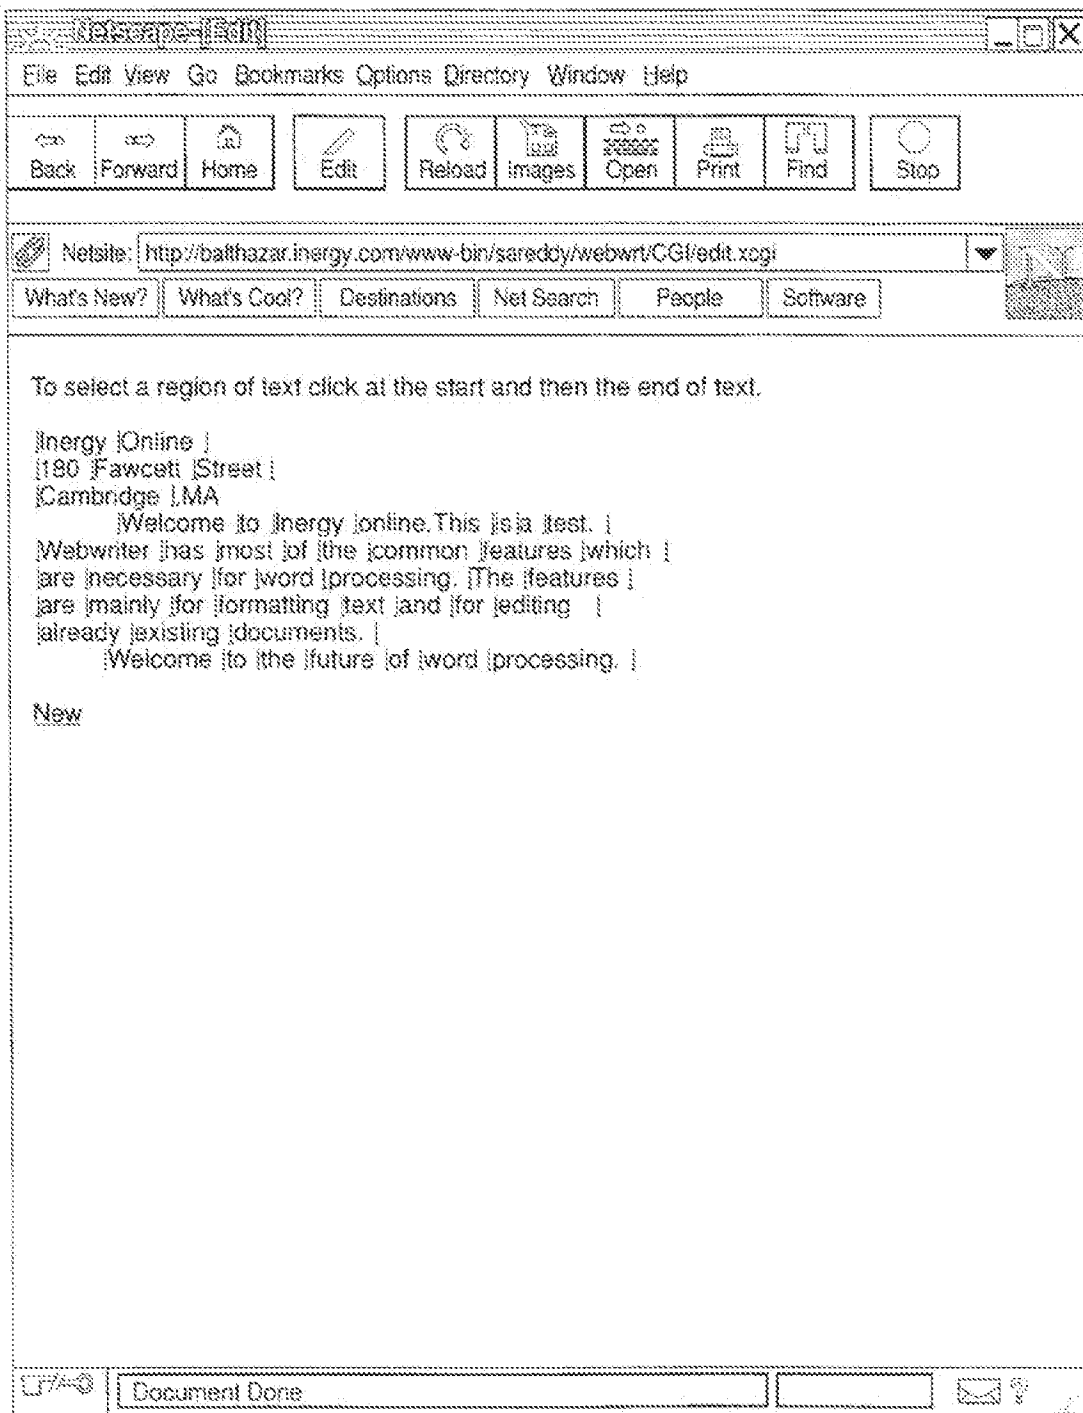 Netscape-[Edit]
File Edit View Go Bookmarks Options Directory Window Help
Back Forward Home Edit Reload Images Open Print Find Stop
Netsite: http://balthazar.inergy.com/www-bin/sareddy/webwrt/CGI/edit.xcgi
N
What's New? What's Cool? Destinations Net Search People Software
To select a region of text click at the start and then the end of text.
|Inergy |Online |
|180 |Fawcett |Street |
|Cambridge |,MA
|Welcome |to |Inergy |online.This |is|a |test. |
|Webwriter |has |most |of |the |common |features |which |
|are |necessary |for |word |processing. |The |features |
|are |mainly |for |formatting |text |and |for |editing |
|already |existing |documents. |
|Welcome |to |the |future |of |word |processing. |
New
Document Done
?